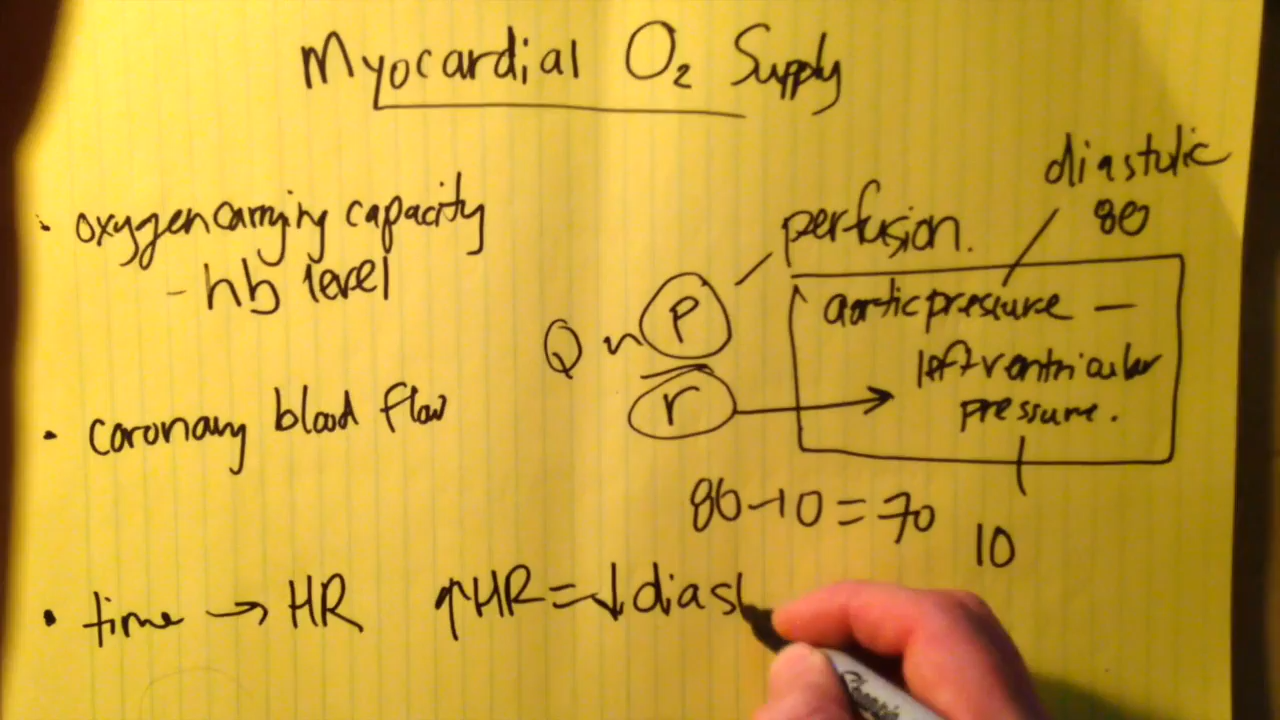 Myocardial O₂ Supply
· oxygen carrying capacity
- hb level
· coronary blood flow
· time → HR ↑HR = ↓ dias
Q ∝ P
r
perfusion.
diastolic
80
aortic pressure —
left ventricular
pressure.
80 - 10 = 70
10